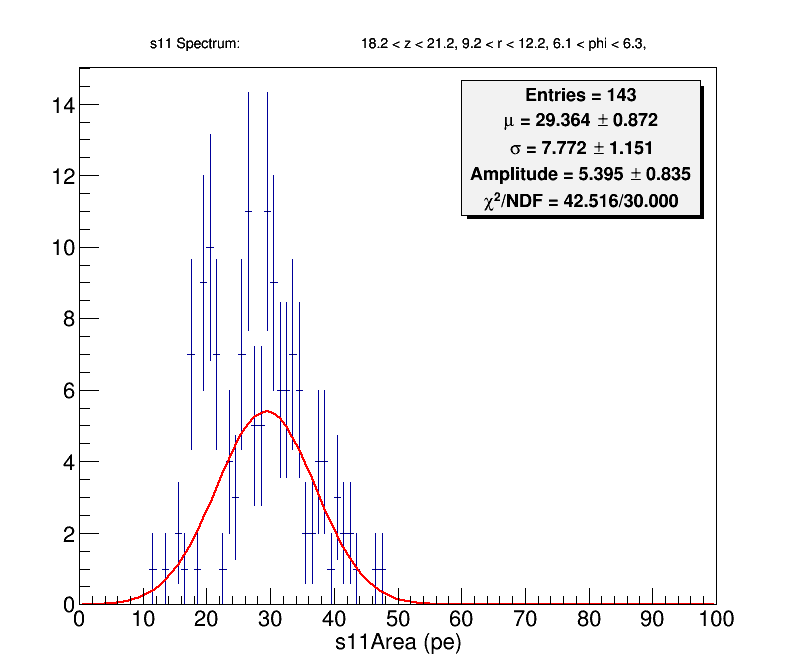 s11 Spectrum: 18.2 < z < 21.2, 9.2 < r < 12.2, 6.1 < phi < 6.3,
Entries = 143
μ = 29.364 ± 0.872
σ = 7.772 ± 1.151
Amplitude = 5.395 ± 0.835
χ²/NDF = 42.516/30.000
14
12
10
8
6
4
2
0
0 10 20 30 40 50 60 70 80 90 100
s11Area (pe)